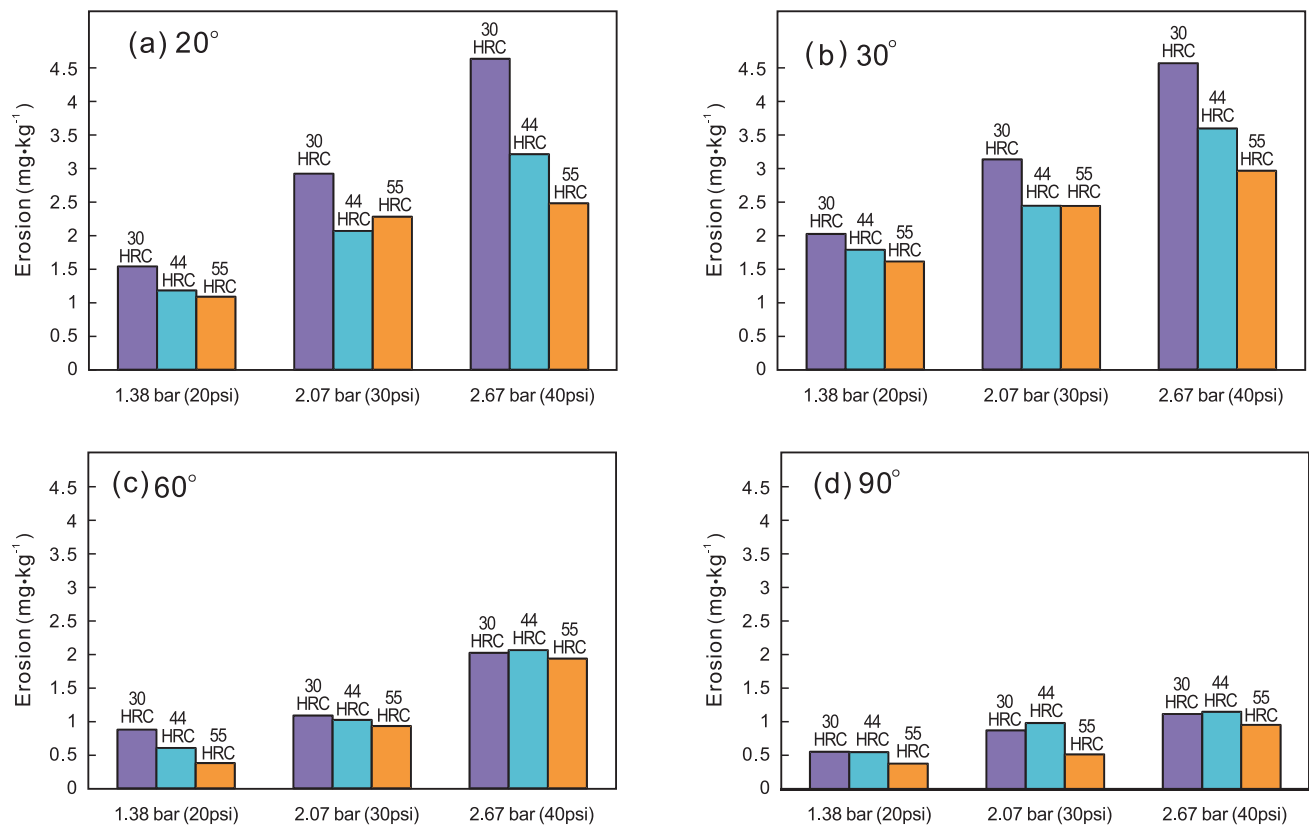 (a) 20°
Erosion (mg•kg⁻¹)
4.5
4
3.5
3
2.5
2
1.5
1
0.5
0
30
HRC
44
HRC
55
HRC
30
HRC
44
HRC
55
HRC
30
HRC
44
HRC
55
HRC
1.38 bar (20psi)
2.07 bar (30psi)
2.67 bar (40psi)
(b) 30°
Erosion (mg•kg⁻¹)
4.5
4
3.5
3
2.5
2
1.5
1
0.5
0
30
HRC
44
HRC
55
HRC
30
HRC
44
HRC
55
HRC
30
HRC
44
HRC
55
HRC
1.38 bar (20psi)
2.07 bar (30psi)
2.67 bar (40psi)
(c) 60°
Erosion (mg•kg⁻¹)
4.5
4
3.5
3
2.5
2
1.5
1
0.5
0
30
HRC
44
HRC
55
HRC
30
HRC
44
HRC
55
HRC
30
HRC
44
HRC
55
HRC
1.38 bar (20psi)
2.07 bar (30psi)
2.67 bar (40psi)
(d) 90°
Erosion (mg•kg⁻¹)
4.5
4
3.5
3
2.5
2
1.5
1
0.5
0
30
HRC
44
HRC
55
HRC
30
HRC
44
HRC
55
HRC
30
HRC
44
HRC
55
HRC
1.38 bar (20psi)
2.07 bar (30psi)
2.67 bar (40psi)